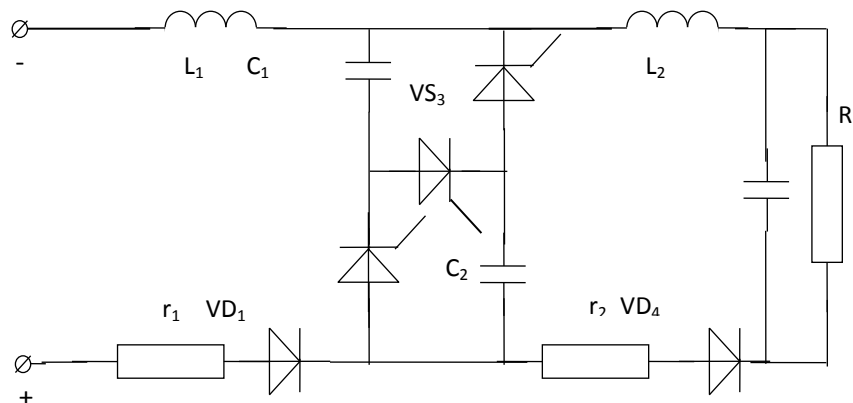 -
L₁ C₁
VS₃
L₂
R
C₂
r₁ VD₁
r₂ VD₄
+